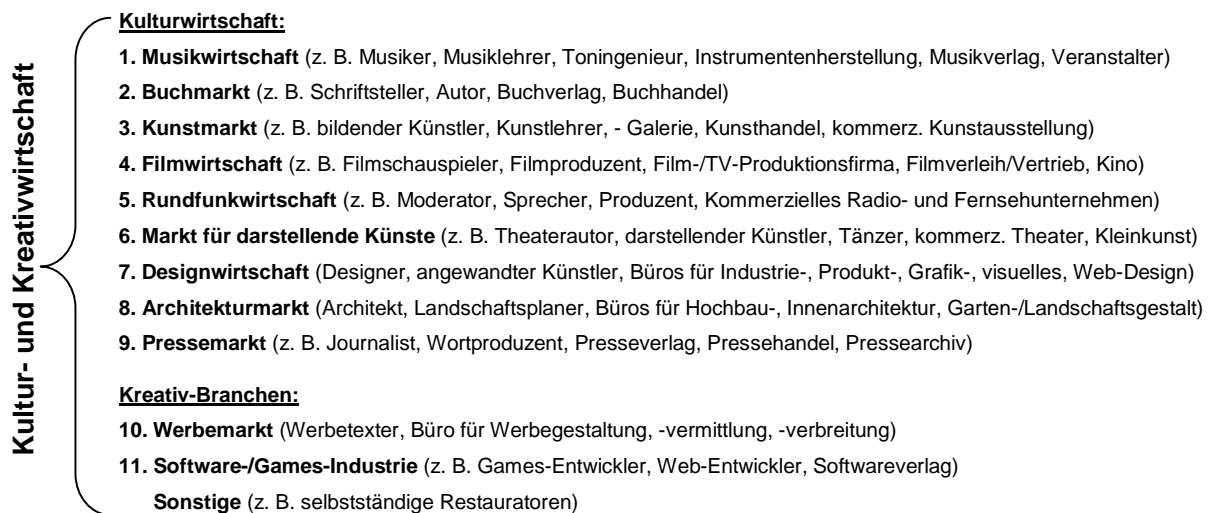 Kultur- und Kreativwirtschaft
Kulturwirtschaft:
1. Musikwirtschaft (z. B. Musiker, Musiklehrer, Toningenieur, Instrumentenherstellung, Musikverlag, Veranstalter)
2. Buchmarkt (z. B. Schriftsteller, Autor, Buchverlag, Buchhandel)
3. Kunstmarkt (z. B. bildender Künstler, Kunstlehrer, - Galerie, Kunsthandel, kommerz. Kunstausstellung)
4. Filmwirtschaft (z. B. Filmschauspieler, Filmproduzent, Film-/TV-Produktionsfirma, Filmverleih/Vertrieb, Kino)
5. Rundfunkwirtschaft (z. B. Moderator, Sprecher, Produzent, Kommerzielles Radio- und Fernsehunternehmen)
6. Markt für darstellende Künste (z. B. Theaterautor, darstellender Künstler, Tänzer, kommerz. Theater, Kleinkunst)
7. Designwirtschaft (Designer, angewandter Künstler, Büros für Industrie-, Produkt-, Grafik-, visuelles, Web-Design)
8. Architekturmarkt (Architekt, Landschaftsplaner, Büros für Hochbau-, Innenarchitektur, Garten-/Landschaftsgestalt)
9. Pressemarkt (z. B. Journalist, Wortproduzent, Presseverlag, Pressehandel, Pressearchiv)
Kreativ-Branchen:
10. Werbemarkt (Werbetexter, Büro für Werbegestaltung, -vermittlung, -verbreitung)
11. Software-/Games-Industrie (z. B. Games-Entwickler, Web-Entwickler, Softwareverlag)
Sonstige (z. B. selbstständige Restauratoren)